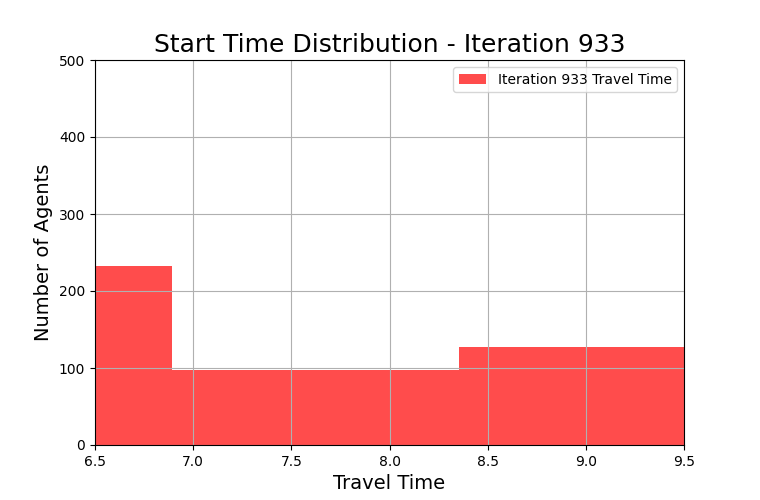 Start Time Distribution - Iteration 933
500
400
300
200
100
0
Number of Agents
Iteration 933 Travel Time
6.5 7.0 7.5 8.0 8.5 9.0 9.5
Travel Time